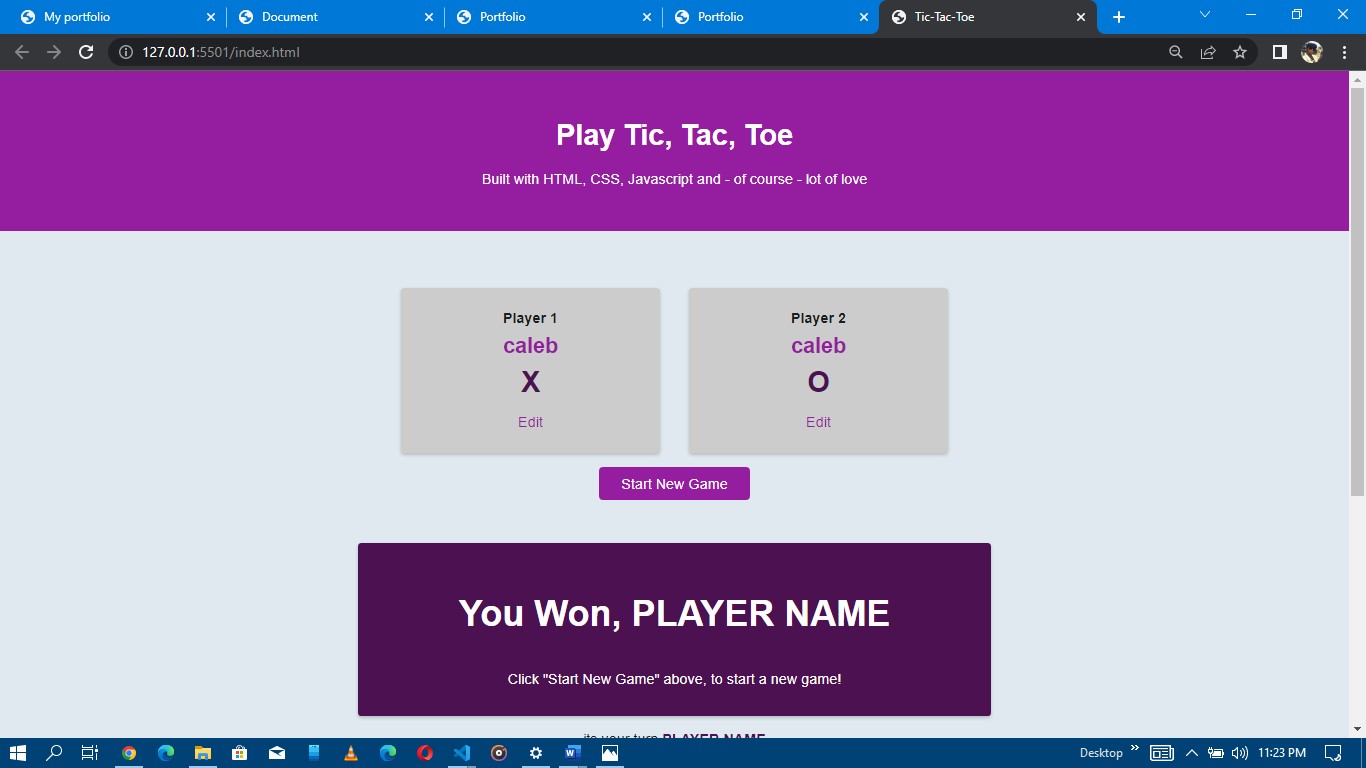 My portfolio
Document
Portfolio
Portfolio
Tic-Tac-Toe
127.0.0.1:5501/index.html
Play Tic, Tac, Toe
Built with HTML, CSS, Javascript and - of course - lot of love
Player 1
caleb
X
Edit
Player 2
caleb
O
Edit
Start New Game
You Won, PLAYER NAME
Click "Start New Game" above, to start a new game!
its your turn PLAYER NAME
Desktop
11:23 PM